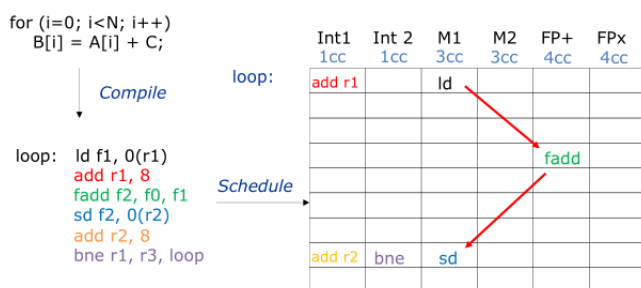 for (i=0; i<N; i++)
B[i] = A[i] + C;
Compile
loop: ld f1, 0(r1)
add r1, 8
fadd f2, f0, f1
sd f2, 0(r2)
add r2, 8
bne r1, r3, loop
Schedule
Int1 Int 2 M1 M2 FP+ FPx
1cc 1cc 3cc 3cc 4cc 4cc
loop: add r1 ld
fadd
add r2 bne sd